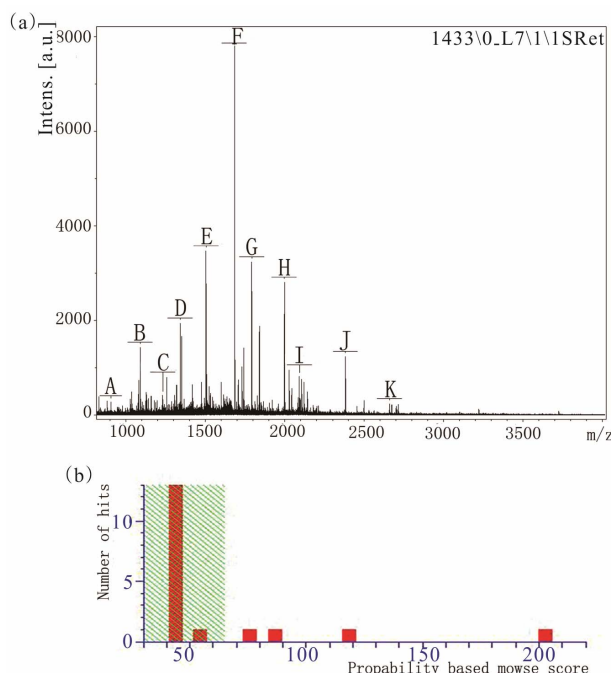 (a)
1433\0_L7\1\1SRet
Intens. [a.u.]
8000
6000
4000
2000
0
A
B
C
D
E
F
G
H
I
J
K
1000 1500 2000 2500 3000 3500 m/z
(b)
Number of hits
10
5
0
50 100 150 200
Propability based mowse score